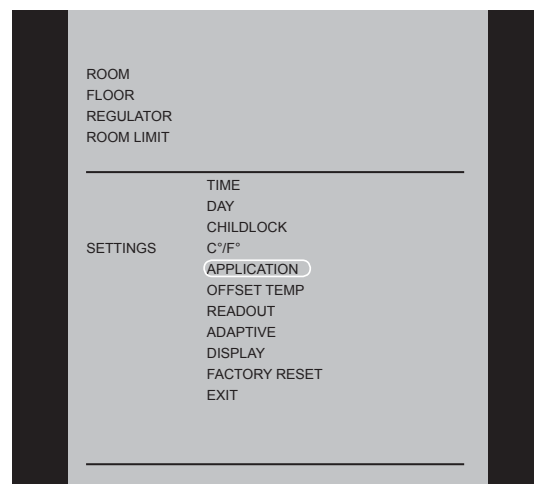 ROOM
FLOOR
REGULATOR
ROOM LIMIT
TIME
DAY
CHILDLOCK
SETTINGS C°/F°
APPLICATION
OFFSET TEMP
READOUT
ADAPTIVE
DISPLAY
FACTORY RESET
EXIT